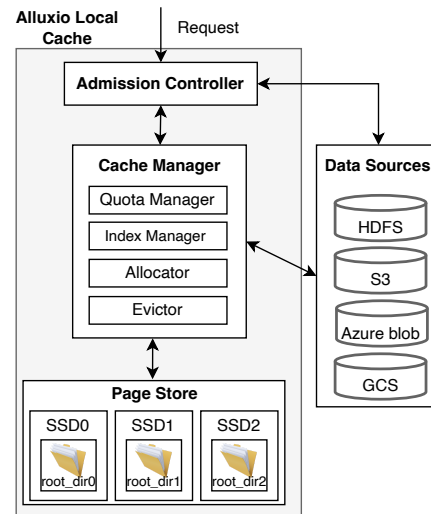 Alluxio Local
Cache
Request
Admission Controller
Cache Manager
Quota Manager
Index Manager
Allocator
Evictor
Data Sources
HDFS
S3
Azure blob
GCS
Page Store
SSD0 SSD1 SSD2
root_dir0 root_dir1 root_dir2